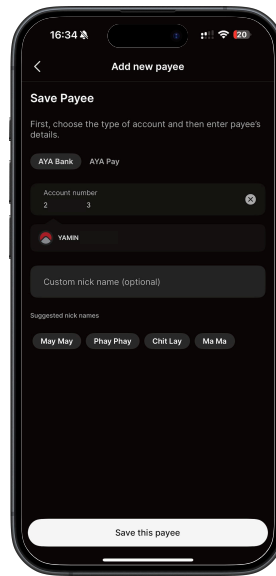 16:34
20
Add new payee
Save Payee
First, choose the type of account and then enter payee's
details.
AYA Bank AYA Pay
Account number
2 3
YAMIN
Custom nick name (optional)
Suggested nick names
May May Phay Phay Chit Lay Ma Ma
Save this payee